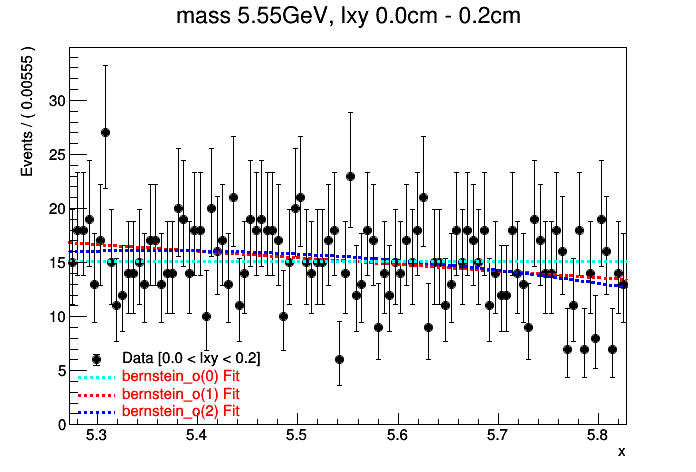 mass 5.55GeV, lxy 0.0cm - 0.2cm
Events / ( 0.00555 )
30
25
20
15
10
5
0
Data [0.0 < lxy < 0.2]
bernstein_o(0) Fit
bernstein_o(1) Fit
bernstein_o(2) Fit
5.3 5.4 5.5 5.6 5.7 5.8
x